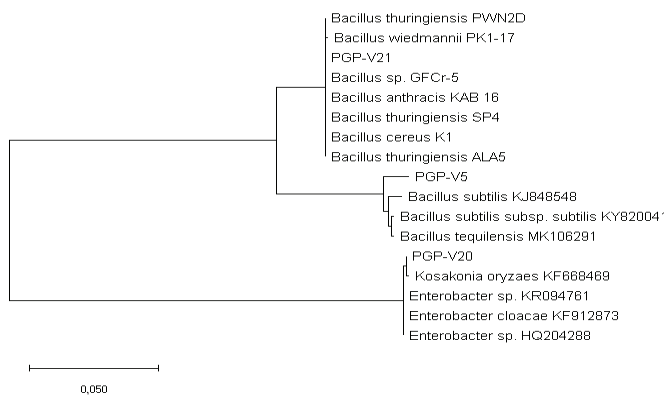 Bacillus thuringiensis PWN2D
Bacillus wiedmannii PK1-17
PGP-V21
Bacillus sp. GFCr-5
Bacillus anthracis KAB 16
Bacillus thuringiensis SP4
Bacillus cereus K1
Bacillus thuringiensis ALA5
PGP-V5
Bacillus subtilis KJ848548
Bacillus subtilis subsp. subtilis KY820041
Bacillus tequilensis MK106291
PGP-V20
Kosakonia oryzaes KF668469
Enterobacter sp. KR094761
Enterobacter cloacae KF912873
Enterobacter sp. HQ204288
0,050